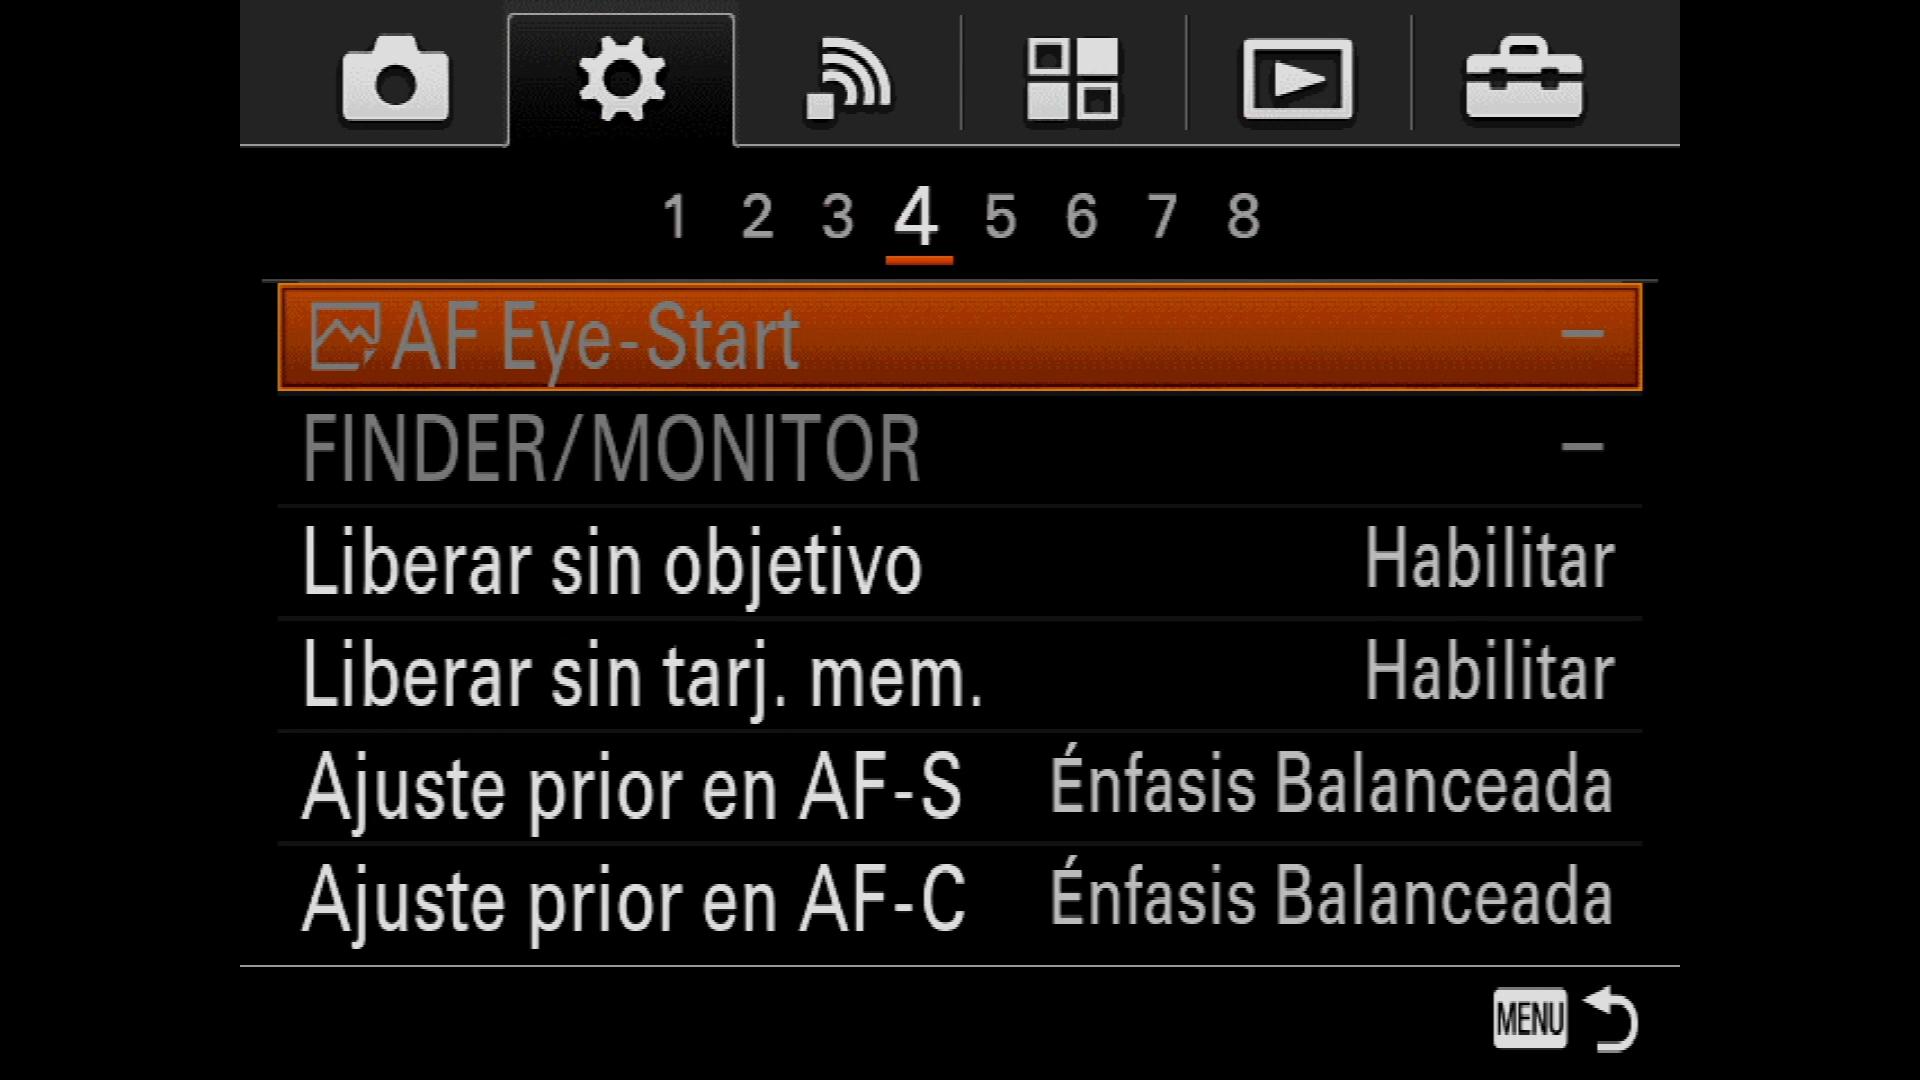 1 2 3 4 5 6 7 8
AF Eye-Start –
FINDER/MONITOR –
Liberar sin objetivo Habilitar
Liberar sin tarj. mem. Habilitar
Ajuste prior en AF-S Énfasis Balanceada
Ajuste prior en AF-C Énfasis Balanceada
MENU